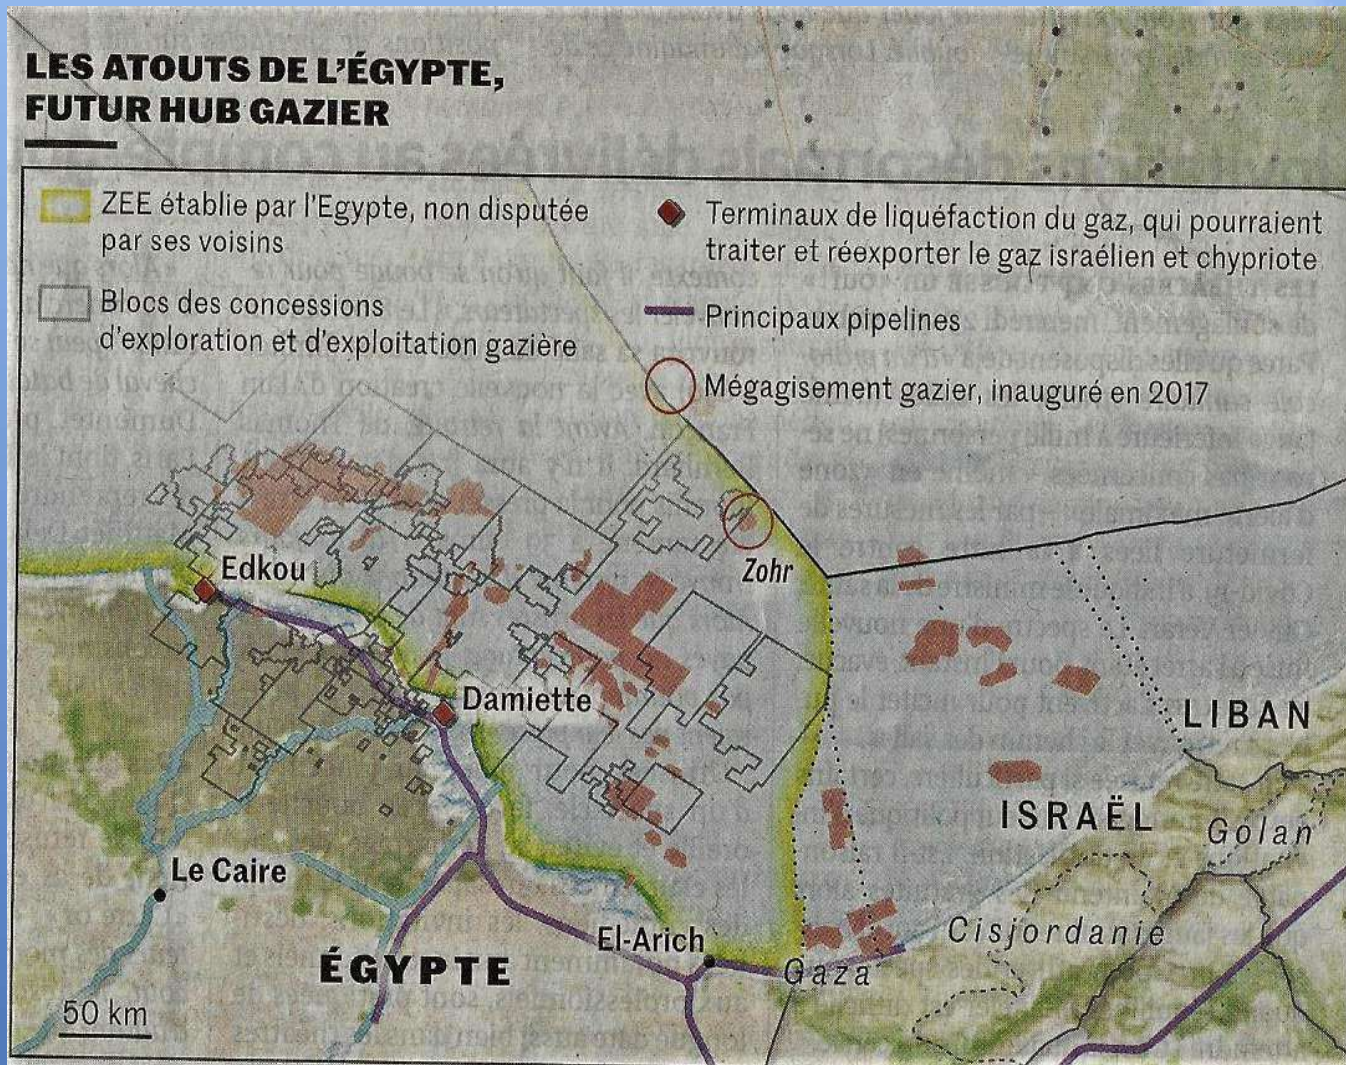 LES ATOUTS DE L'ÉGYPTE,
FUTUR HUB GAZIER
ZEE établie par l'Egypte, non disputée
par ses voisins
Blocs des concessions
d'exploration et d'exploitation gazière
Terminaux de liquéfaction du gaz, qui pourraient
traiter et réexporter le gaz israélien et chypriote
Principaux pipelines
Mégagisement gazier, inauguré en 2017
Zohr
Edkou
Damiette
LIBAN
ISRAËL
Golan
Le Caire
Cisjordanie
El-Arich
ÉGYPTE
Gaza
50 km